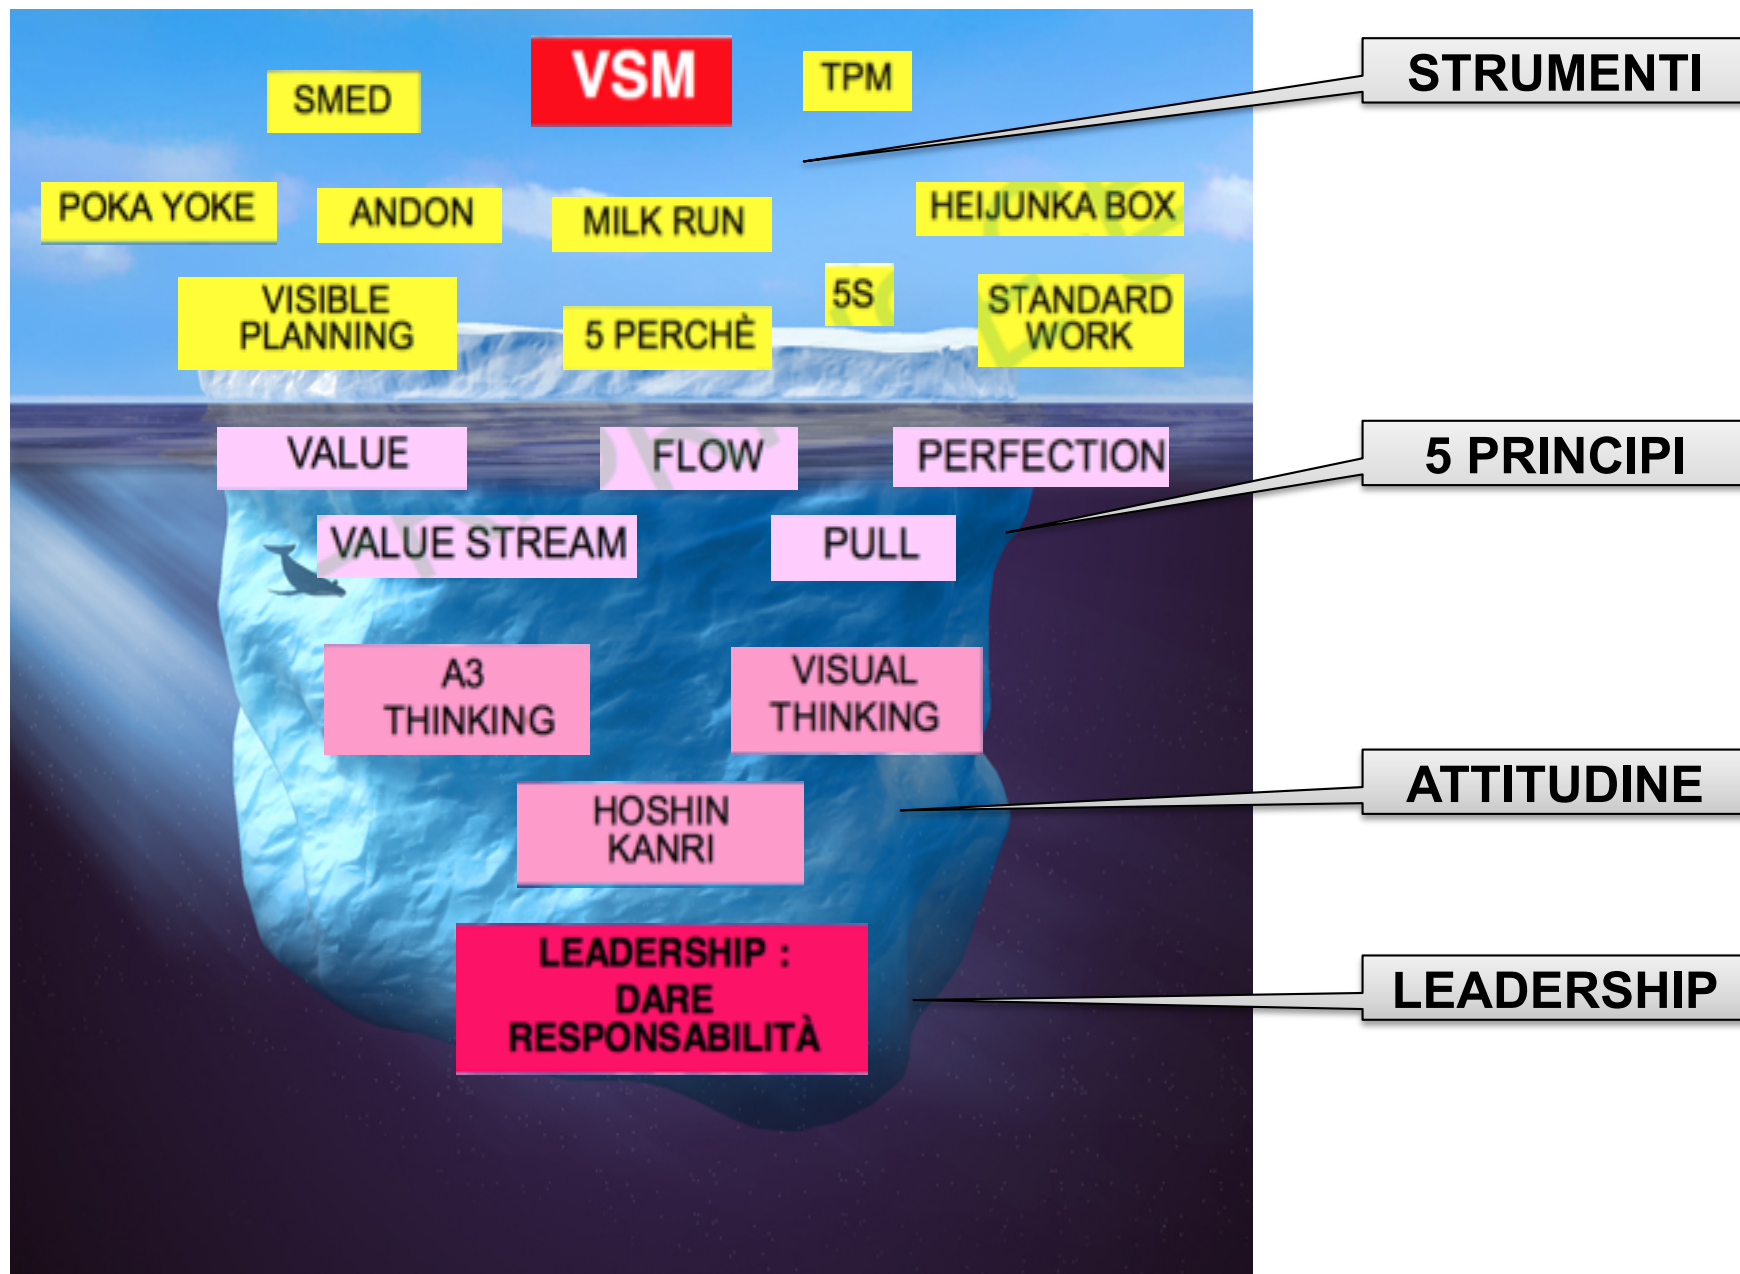 VSM
TPM
SMED
STRUMENTI
POKA YOKE
ANDON
MILK RUN
HEIJUNKA BOX
VISIBLE
PLANNING
5 PERCHÈ
5S
STANDARD
WORK
VALUE
FLOW
PERFECTION
5 PRINCIPI
VALUE STREAM
PULL
A3
THINKING
VISUAL
THINKING
HOSHIN
KANRI
ATTITUDINE
LEADERSHIP :
DARE
RESPONSABILITÀ
LEADERSHIP